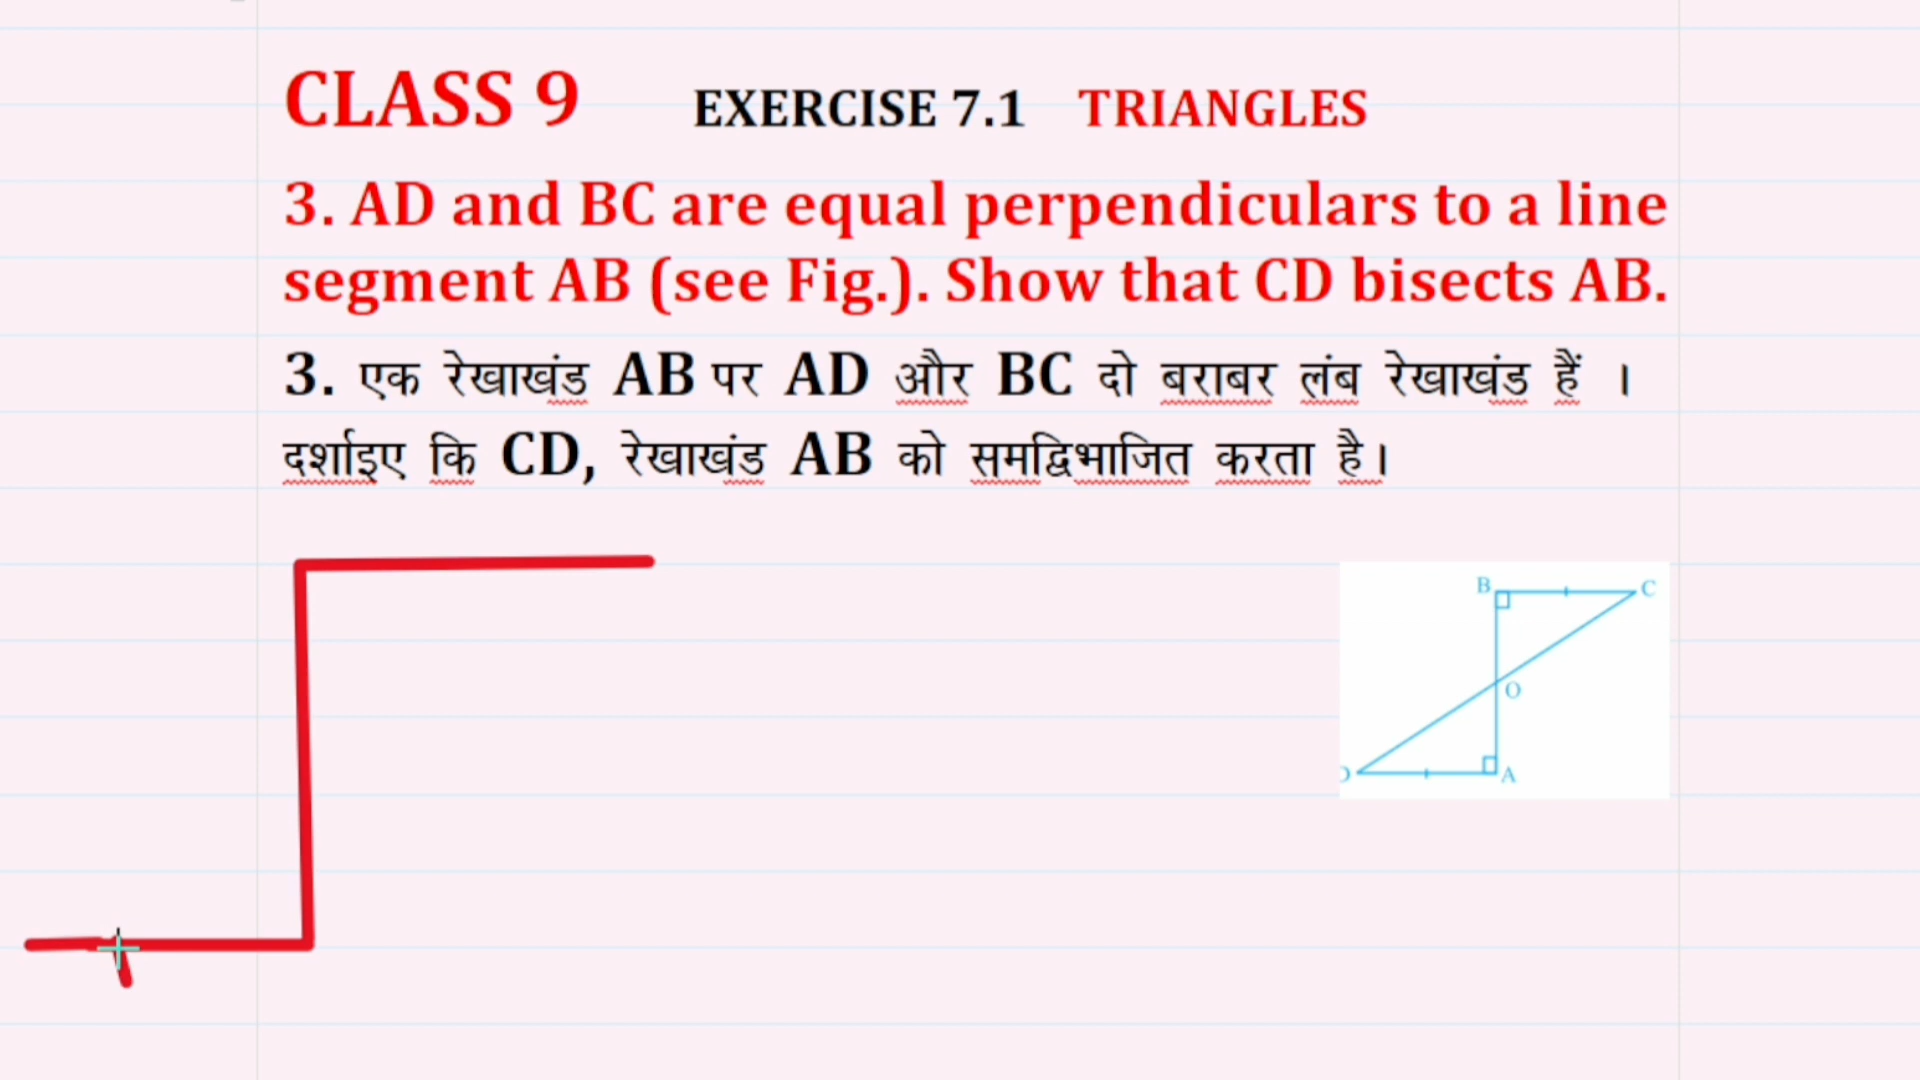 CLASS 9 EXERCISE 7.1 TRIANGLES
3. AD and BC are equal perpendiculars to a line
segment AB (see Fig.). Show that CD bisects AB.
3. एक रेखाखंड AB पर AD और BC दो बराबर लंब रेखाखंड हैं ।
दर्शाइए कि CD, रेखाखंड AB को समद्विभाजित करता है।
B C
O
D A